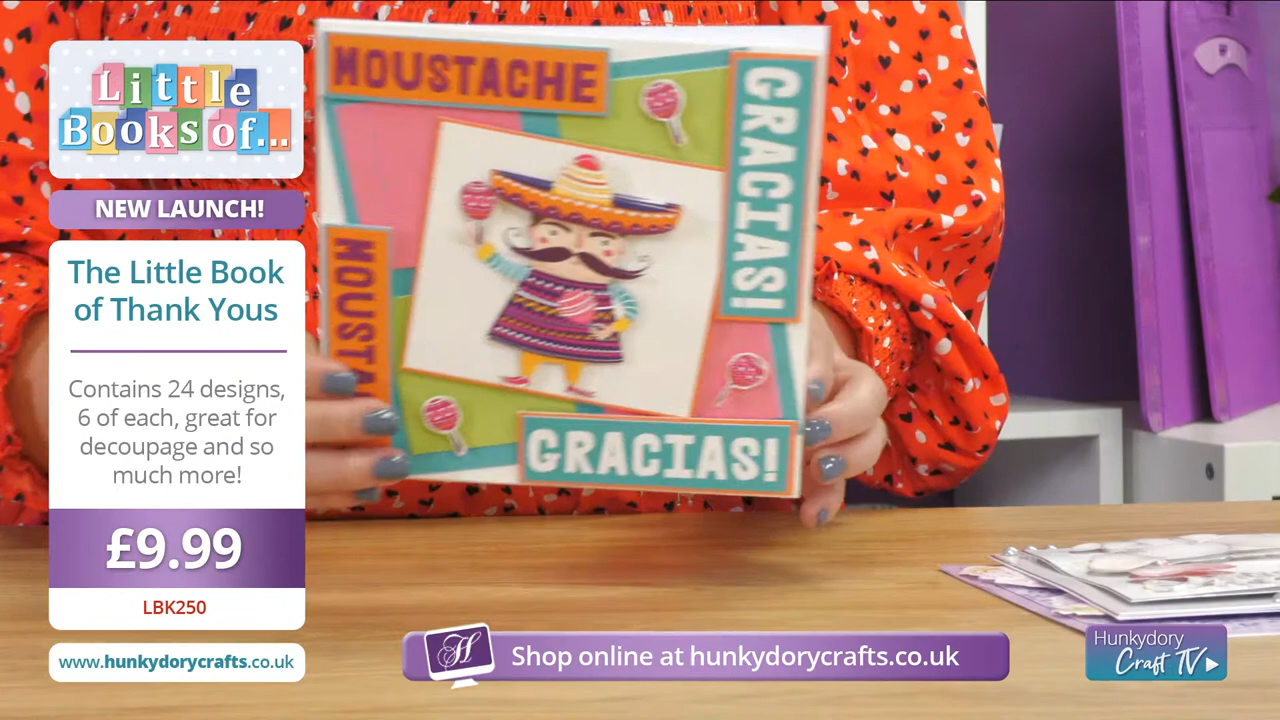 Little
Books of...
NEW LAUNCH!
The Little Book
of Thank Yous
Contains 24 designs,
6 of each, great for
decoupage and so
much more!
£9.99
LBK250
www.hunkydorycrafts.co.uk
MOUSTACHE
GRACIAS!
MOUSTA
GRACIAS!
H
Shop online at hunkydorycrafts.co.uk
Hunkydory
Craft TV